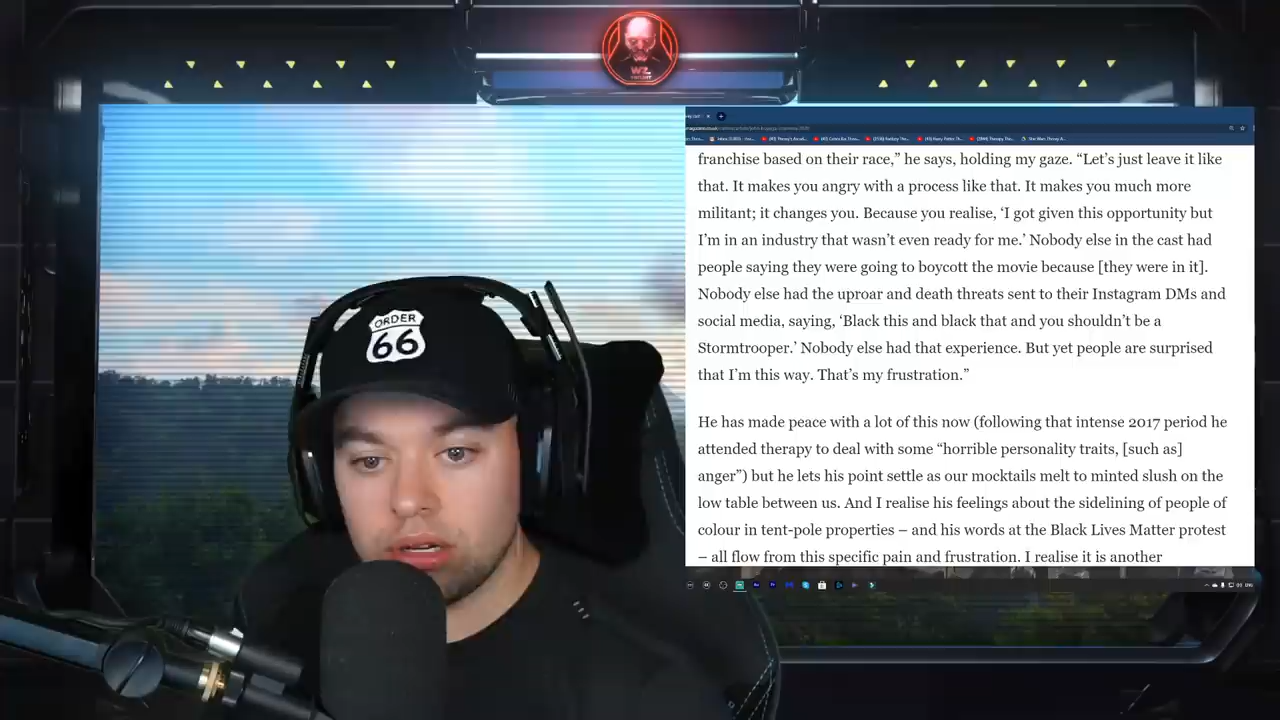 WZ
franchise based on their race,” he says, holding my gaze. “Let’s just leave it like
that. It makes you angry with a process like that. It makes you much more
militant; it changes you. Because you realise, ‘I got given this opportunity but
I’m in an industry that wasn’t even ready for me.’ Nobody else in the cast had
people saying they were going to boycott the movie because [they were in it].
Nobody else had the uproar and death threats sent to their Instagram DMs and
social media, saying, ‘Black this and black that and you shouldn’t be a
Stormtrooper.’ Nobody else had that experience. But yet people are surprised
that I’m this way. That’s my frustration.”
He has made peace with a lot of this now (following that intense 2017 period he
attended therapy to deal with some “horrible personality traits, [such as]
anger”) but he lets his point settle as our mocktails melt to minted slush on the
low table between us. And I realise his feelings about the sidelining of people of
colour in tent-pole properties – and his words at the Black Lives Matter protest
– all flow from this specific pain and frustration. I realise it is another
ORDER
66